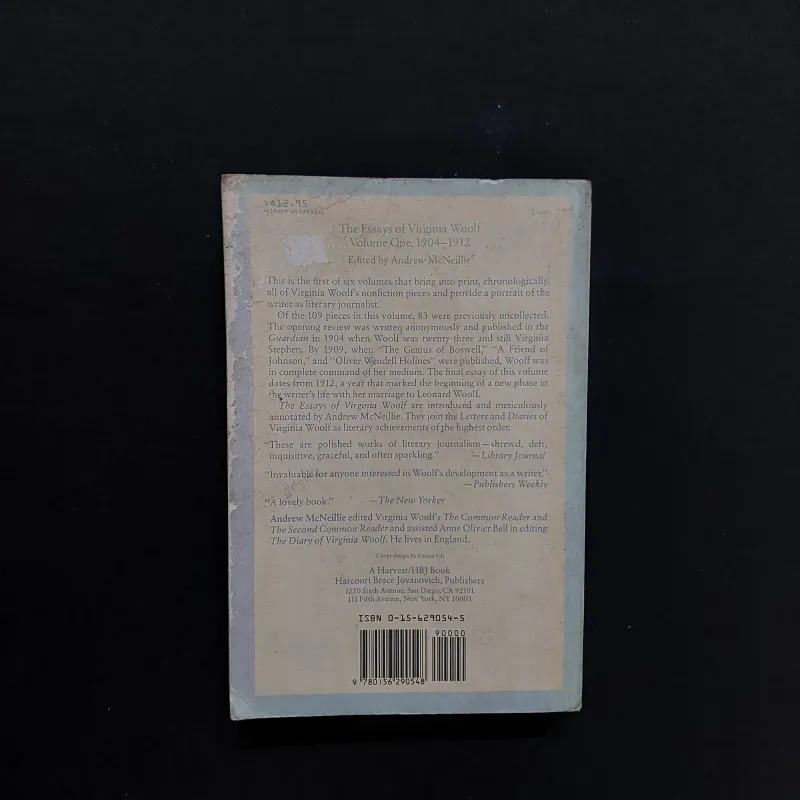 $12.95
The Essays of Virginia Woolf
Volume One, 1904–1912
Edited by Andrew McNeillie
This is the first of six volumes that bring into print, chronologically,
all of Virginia Woolf's nonfiction pieces and provide a portrait of the
writer as literary journalist.
Of the 109 pieces in this volume, 83 were previously uncollected.
The opening review was written anonymously and published in the
Guardian in 1904 when Woolf was twenty-three and still Virginia
Stephen. By 1909, when "The Genius of Boswell," "A Friend of
Johnson," and "Oliver Wendell Holmes" were published, Woolf was
in complete command of her medium. The final essay of this volume
dates from 1912, a year that marked the beginning of a new phase in
the writer's life with her marriage to Leonard Woolf.
The Essays of Virginia Woolf are introduced and meticulously
annotated by Andrew McNeillie. They join the Letters and Diaries of
Virginia Woolf as literary achievements of the highest order.
"These are polished works of literary journalism—shrewd, deft,
inquisitive, graceful, and often sparkling." —Library Journal
"Invaluable for anyone interested in Woolf's development as a writer."
—Publishers Weekly
"A lovely book." —The New Yorker
Andrew McNeillie edited Virginia Woolf's The Common Reader and
The Second Common Reader and assisted Anne Olivier Bell in editing
The Diary of Virginia Woolf. He lives in England.
Cover design by
A Harvest/HBJ Book
Harcourt Brace Jovanovich, Publishers
1250 Sixth Avenue, San Diego, CA 92101
111 Fifth Avenue, New York, NY 10003
ISBN 0-15-629054-5
90000
9 780156 290548